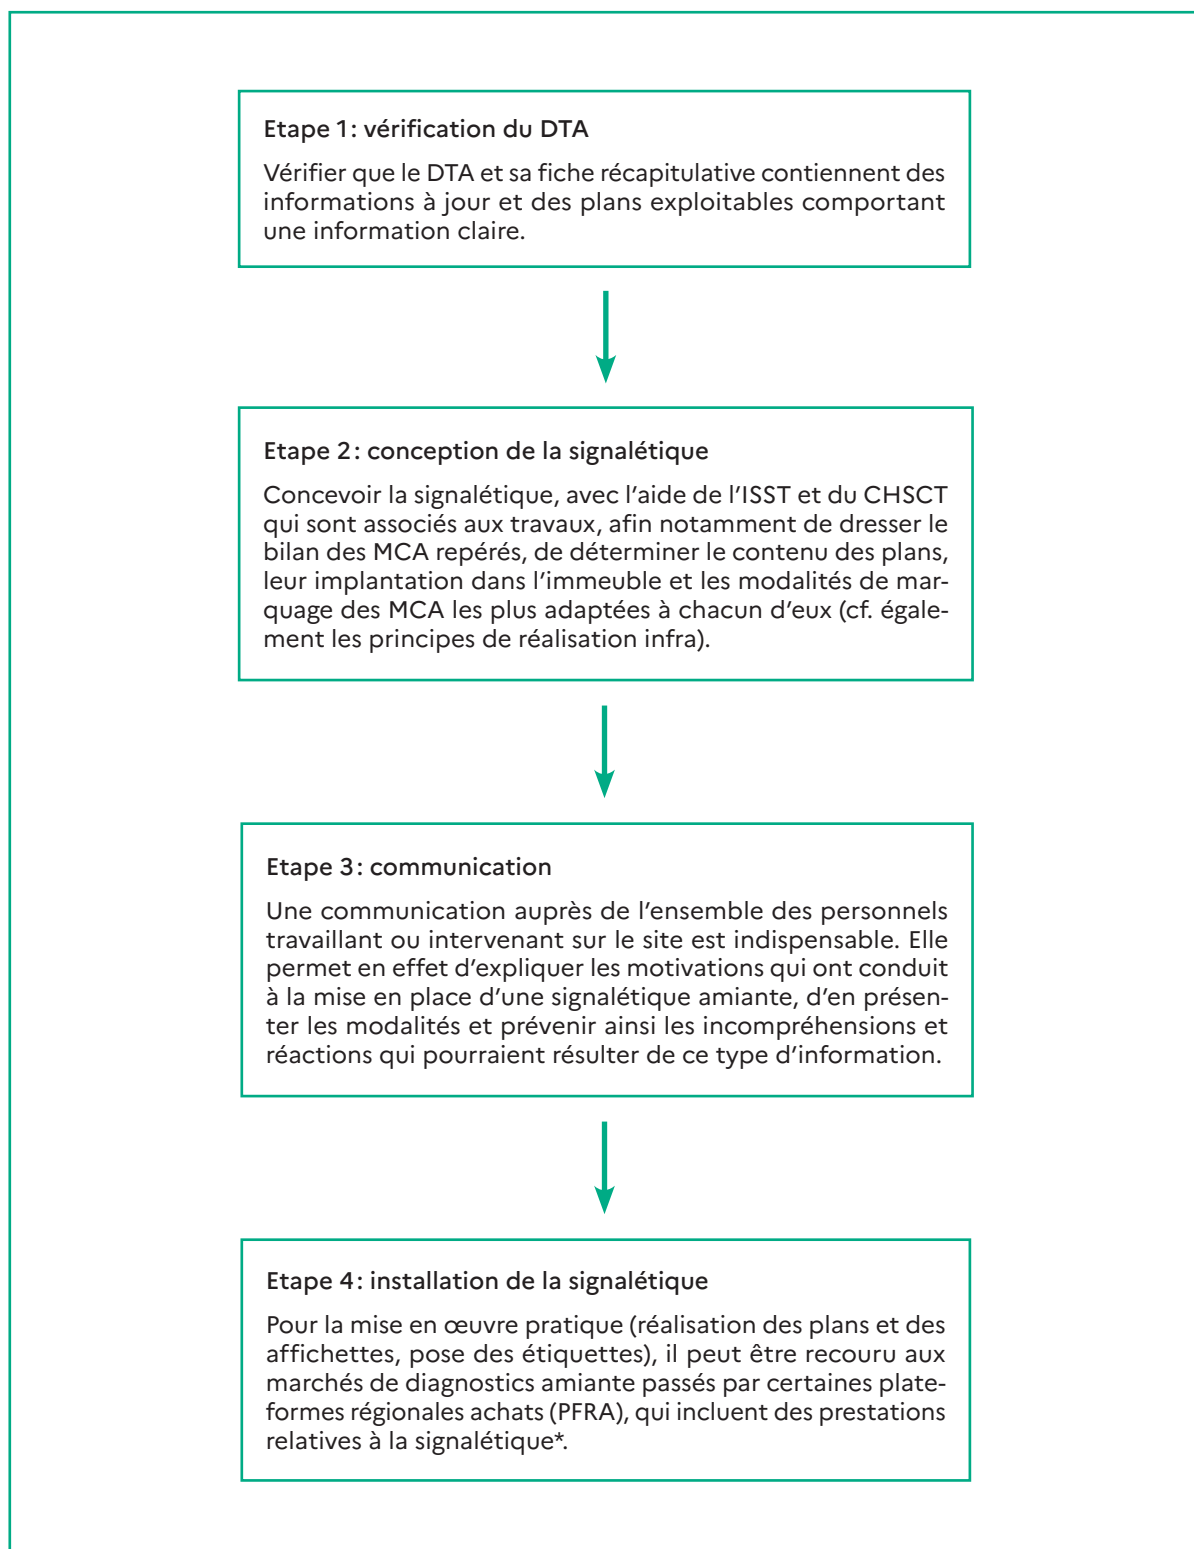 Etape 1 : vérification du DTA
Vérifier que le DTA et sa fiche récapitulative contiennent des
informations à jour et des plans exploitables comportant
une information claire.
Etape 2 : conception de la signalétique
Concevoir la signalétique, avec l’aide de l’ISST et du CHSCT
qui sont associés aux travaux, afin notamment de dresser le
bilan des MCA repérés, de déterminer le contenu des plans,
leur implantation dans l’immeuble et les modalités de mar-
quage des MCA les plus adaptées à chacun d’eux (cf. égale-
ment les principes de réalisation infra).
Etape 3 : communication
Une communication auprès de l’ensemble des personnels
travaillant ou intervenant sur le site est indispensable. Elle
permet en effet d’expliquer les motivations qui ont conduit
à la mise en place d’une signalétique amiante, d’en présen-
ter les modalités et prévenir ainsi les incompréhensions et
réactions qui pourraient résulter de ce type d’information.
Etape 4 : installation de la signalétique
Pour la mise en œuvre pratique (réalisation des plans et des
affichettes, pose des étiquettes), il peut être recouru aux
marchés de diagnostics amiante passés par certaines plate-
formes régionales achats (PFRA), qui incluent des prestations
relatives à la signalétique*.